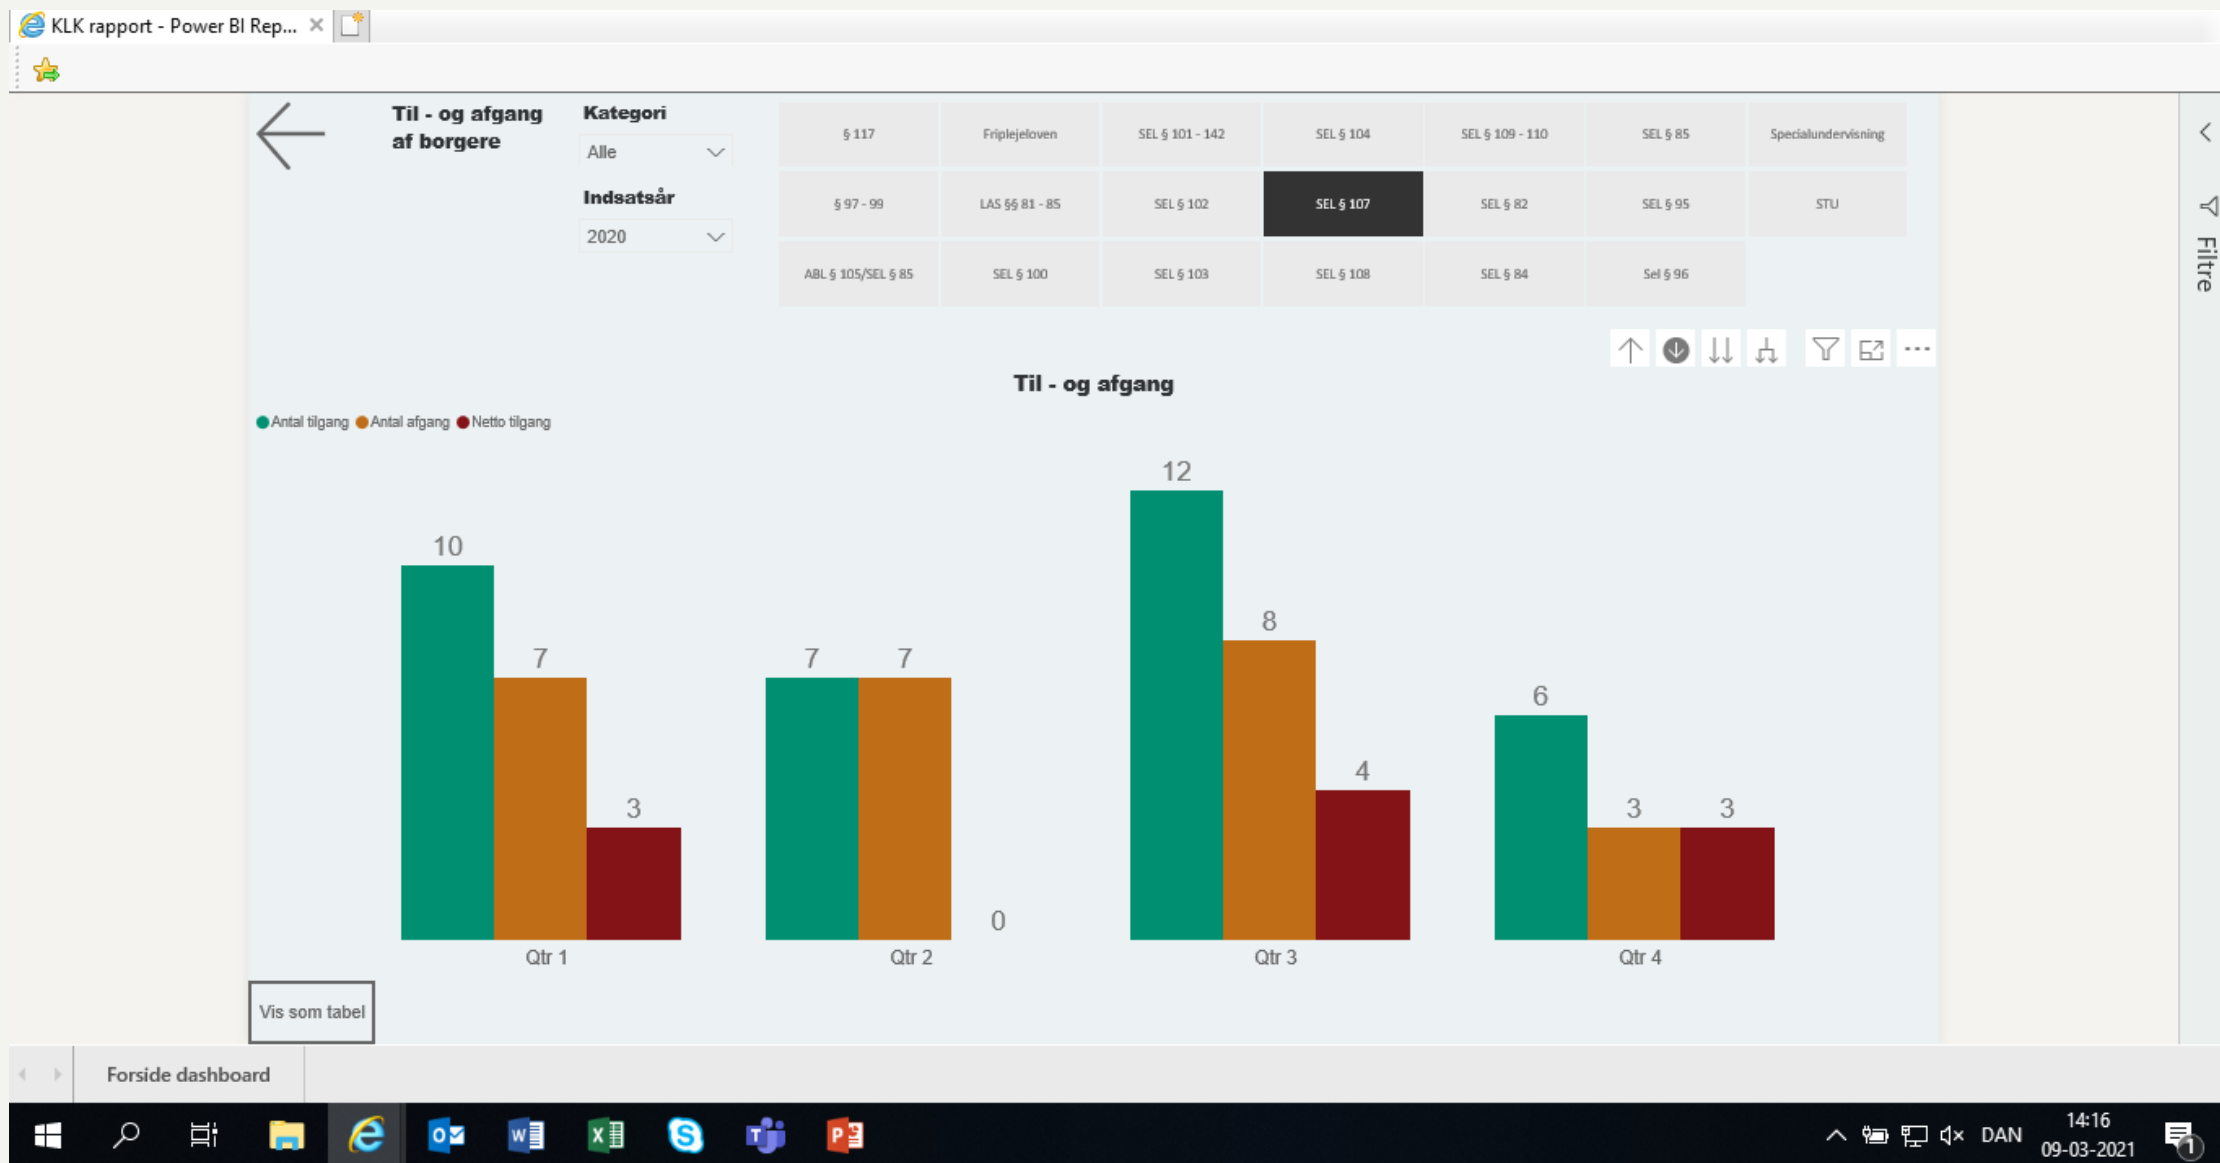 KLK rapport - Power BI Rep...
Til - og afgang
af borgere
Kategori
Alle
Indsatsår
2020
§ 117
Friplejeloven
SEL § 101 - 142
SEL § 104
SEL § 109 - 110
SEL § 85
Specialundervisning
§ 97 - 99
LAS §§ 81 - 85
SEL § 102
SEL § 107
SEL § 82
SEL § 95
STU
ABL § 105/SEL § 85
SEL § 100
SEL § 103
SEL § 108
SEL § 84
Sel § 96
Filtre
Til - og afgang
Antal tilgang Antal afgang Netto tilgang
10
7
3
7
7
0
12
8
4
6
3
3
Qtr 1
Qtr 2
Qtr 3
Qtr 4
Vis som tabel
Forside dashboard
DAN
14:16
09-03-2021
1